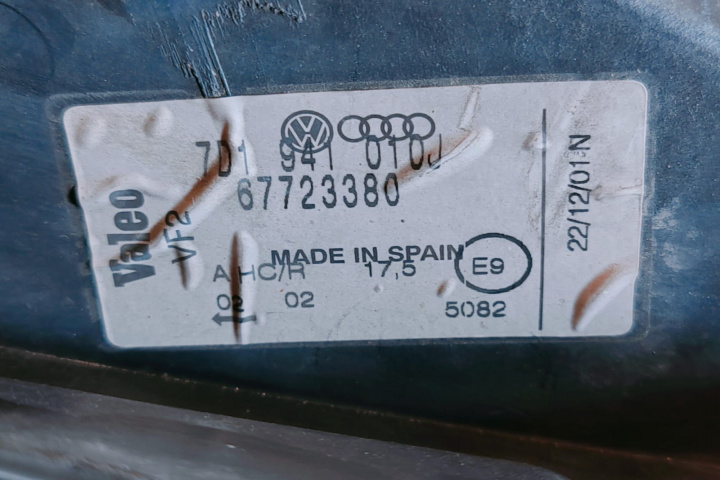 7D1 941 010J
67723380
Valeo
VF2
MADE IN SPAIN
A HC/R 17,5 E9
02 02 5082
22/12/01 N